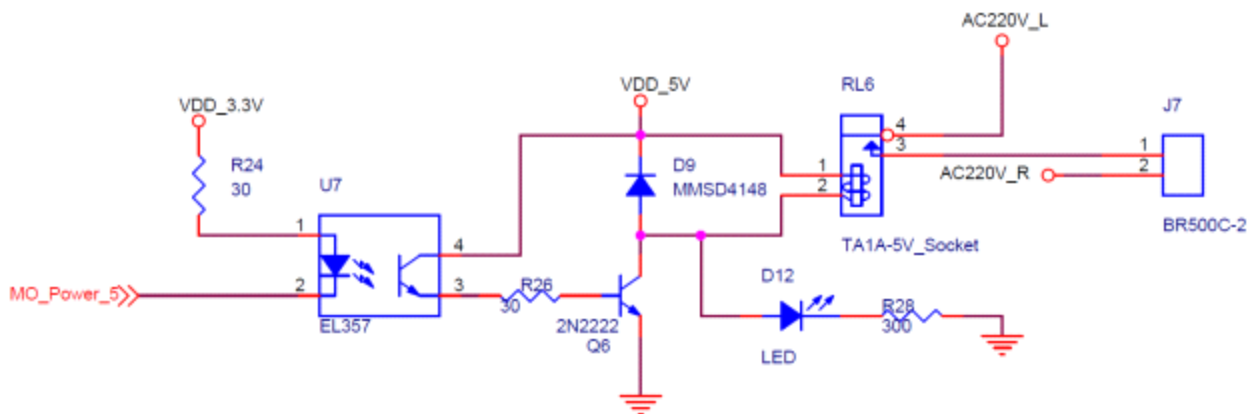 AC220V_L
VDD_5V
RL6
VDD_3.3V
J7
4
R24
30
U7
D9
MMSD4148
3
1
1
2
AC220V_R
2
1
4
TA1A-5V_Socket
BR500C-2
MO_Power_5
2
R26
30
3
D12
EL357
2N2222
Q6
R28
300
LED